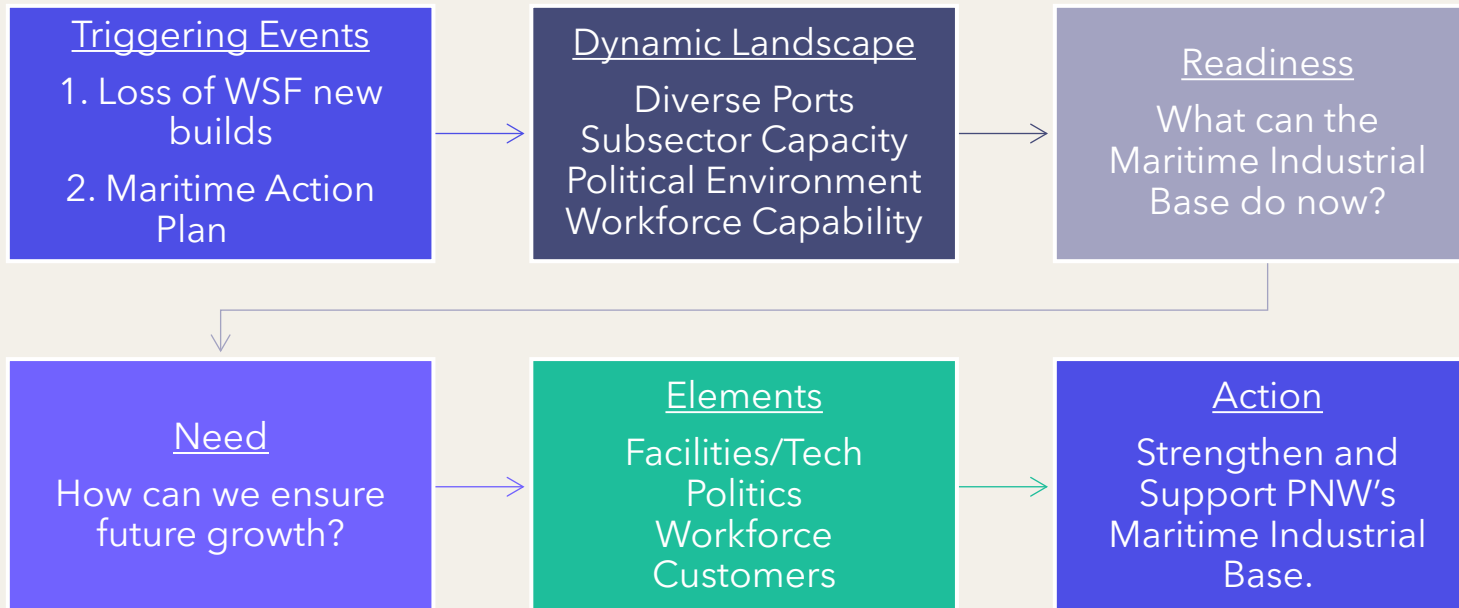 Triggering Events
1. Loss of WSF new
builds
2. Maritime Action
Plan
Dynamic Landscape
Diverse Ports
Subsector Capacity
Political Environment
Workforce Capability
Readiness
What can the
Maritime Industrial
Base do now?
Need
How can we ensure
future growth?
Elements
Facilities/Tech
Politics
Workforce
Customers
Action
Strengthen and
Support PNW’s
Maritime Industrial
Base.